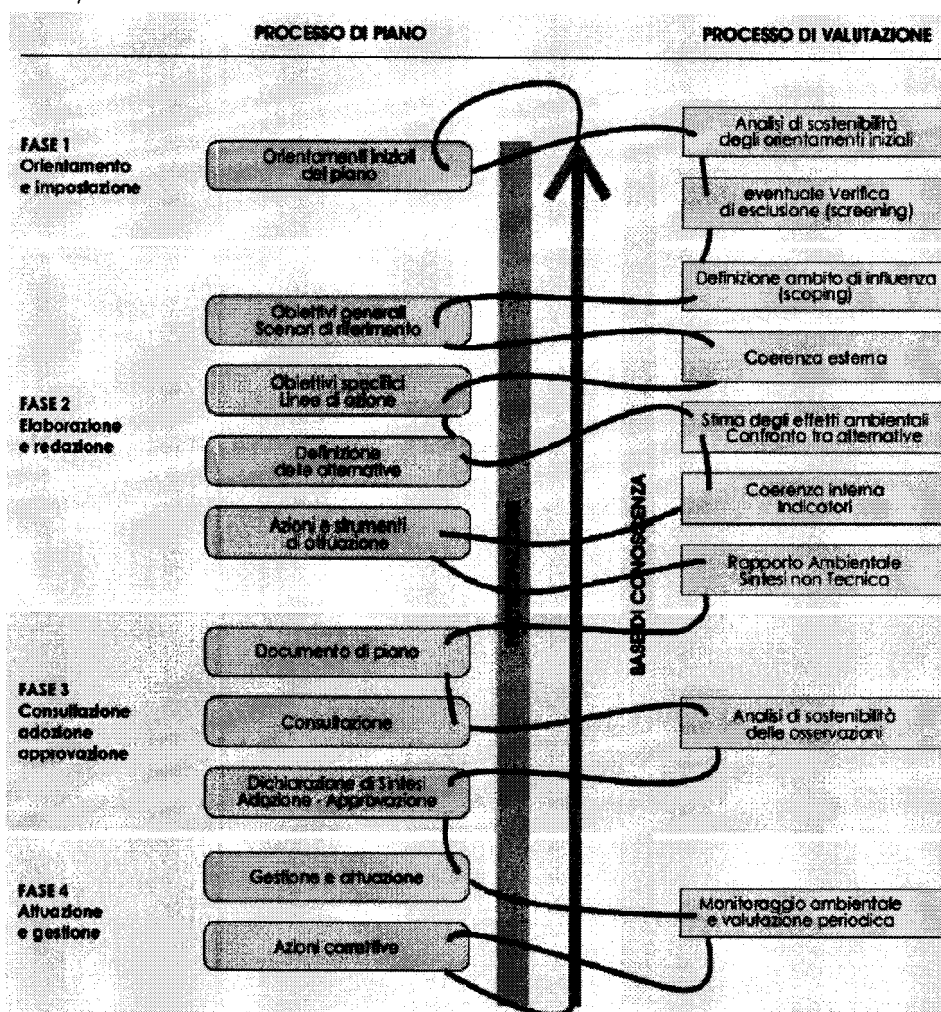 PROCESSO DI PIANO
PROCESSO DI VALUTAZIONE
FASE 1
Orientamento
e impostazione
Orientamenti iniziali
del piano
Analisi di sostenibilità
degli orientamenti iniziali
eventuale Verifica
di esclusione (screening)
Definizione ambito di influenza
(scoping)
FASE 2
Elaborazione
e redazione
Obiettivi generali
Scenari di riferimento
Coerenza esterna
Obiettivi specifici
Linee di azione
Definizione
delle alternative
Stima degli effetti ambientali
Confronto tra alternative
Azioni e strumenti
di attuazione
Coerenza interna
Indicatori
Rapporto Ambientale
Sintesi non Tecnica
BASE DI CONOSCENZA
FASE 3
Consultazione
adozione
approvazione
Documento di piano
Consultazione
Analisi di sostenibilità
delle osservazioni
Dichiarazione di Sintesi
Adozione - Approvazione
FASE 4
Attuazione
e gestione
Gestione e attuazione
Monitoraggio ambientale
e valutazione periodica
Azioni correttive